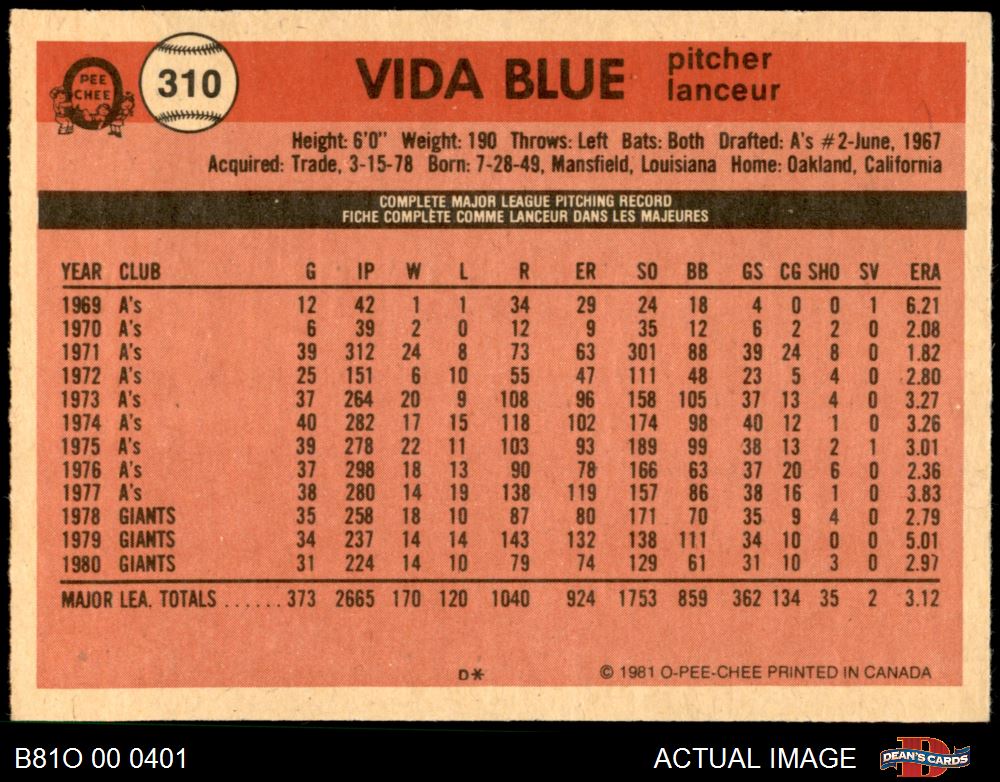 PEE
CHEE
310
VIDA BLUE
pitcher
lanceur
Height: 6'0" Weight: 190 Throws: Left Bats: Both Drafted: A's #2-June, 1967
Acquired: Trade, 3-15-78 Born: 7-28-49, Mansfield, Louisiana Home: Oakland, California
COMPLETE MAJOR LEAGUE PITCHING RECORD
FICHE COMPLÈTE COMME LANCEUR DANS LES MAJEURES
YEAR CLUB G IP W L R ER SO BB GS CG SHO SV ERA
1969 A's 12 42 1 1 34 29 24 18 4 0 0 1 6.21
1970 A's 6 39 2 0 12 9 35 12 6 2 2 0 2.08
1971 A's 39 312 24 8 73 63 301 88 39 24 8 0 1.82
1972 A's 25 151 6 10 55 47 111 48 23 5 4 0 2.80
1973 A's 37 264 20 9 108 96 158 105 37 13 4 0 3.27
1974 A's 40 282 17 15 118 102 174 98 40 12 1 0 3.26
1975 A's 39 278 22 11 103 93 189 99 38 13 2 1 3.01
1976 A's 37 298 18 13 90 78 166 63 37 20 6 0 2.36
1977 A's 38 280 14 19 138 119 157 86 38 16 1 0 3.83
1978 GIANTS 35 258 18 10 87 80 171 70 35 9 4 0 2.79
1979 GIANTS 34 237 14 14 143 132 138 111 34 10 0 0 5.01
1980 GIANTS 31 224 14 10 79 74 129 61 31 10 3 0 2.97
MAJOR LEA. TOTALS ...... 373 2665 170 120 1040 924 1753 859 362 134 35 2 3.12
D*
© 1981 O-PEE-CHEE PRINTED IN CANADA
B81O 00 0401
ACTUAL IMAGE
DEAN'S CARDS